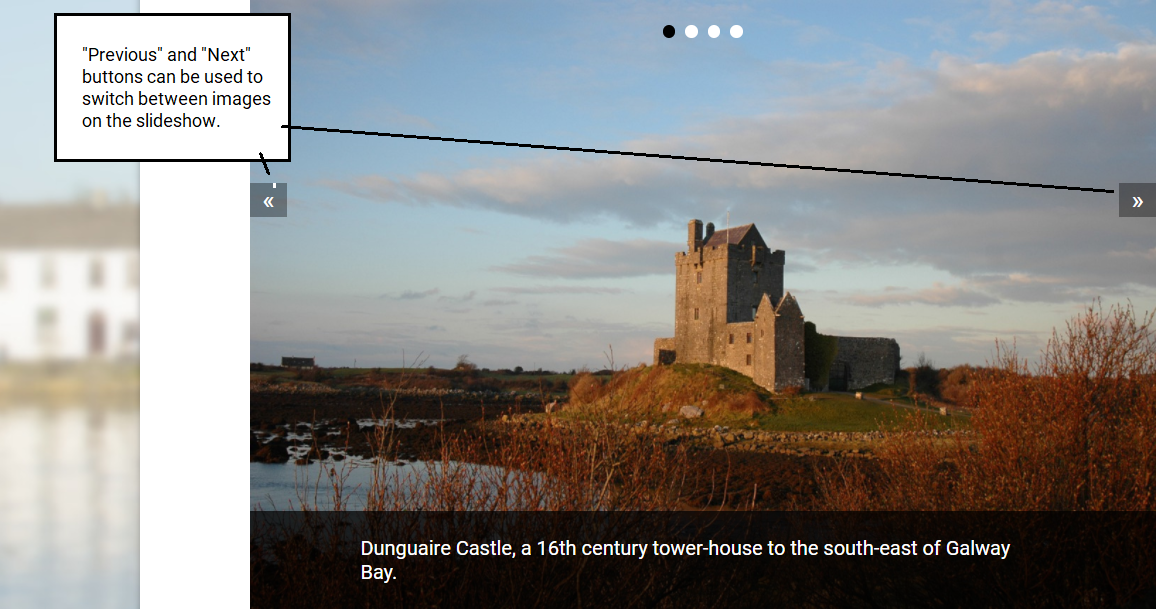 "Previous" and "Next"
buttons can be used to
switch between images
on the slideshow.
«
»
Dunguaire Castle, a 16th century tower-house to the south-east of Galway
Bay.